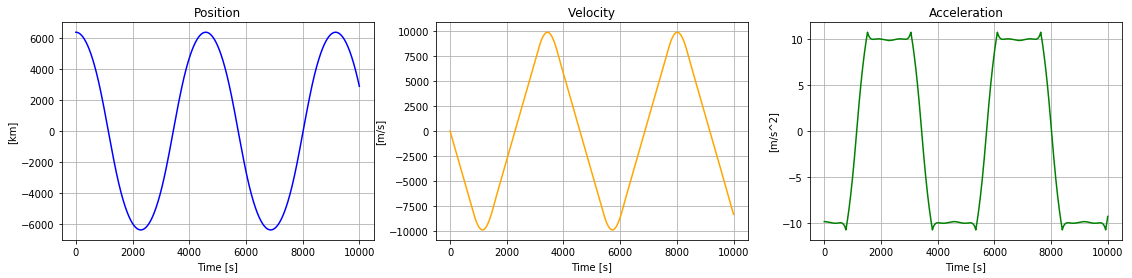 Position
6000
4000
2000
0
−2000
−4000
−6000
[km]
0 2000 4000 6000 8000 10000
Time [s]
Velocity
10000
7500
5000
2500
0
−2500
−5000
−7500
−10000
[m/s]
0 2000 4000 6000 8000 10000
Time [s]
Acceleration
10
5
0
−5
−10
[m/s^2]
0 2000 4000 6000 8000 10000
Time [s]